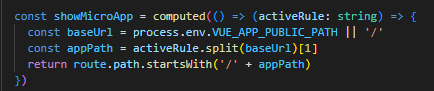 const showMicroApp = computed(() => (activeRule: string) => {
  const baseUrl = process.env.VUE_APP_PUBLIC_PATH || '/'
  const appPath = activeRule.split(baseUrl)[1]
  return route.path.startsWith('/' + appPath)
})